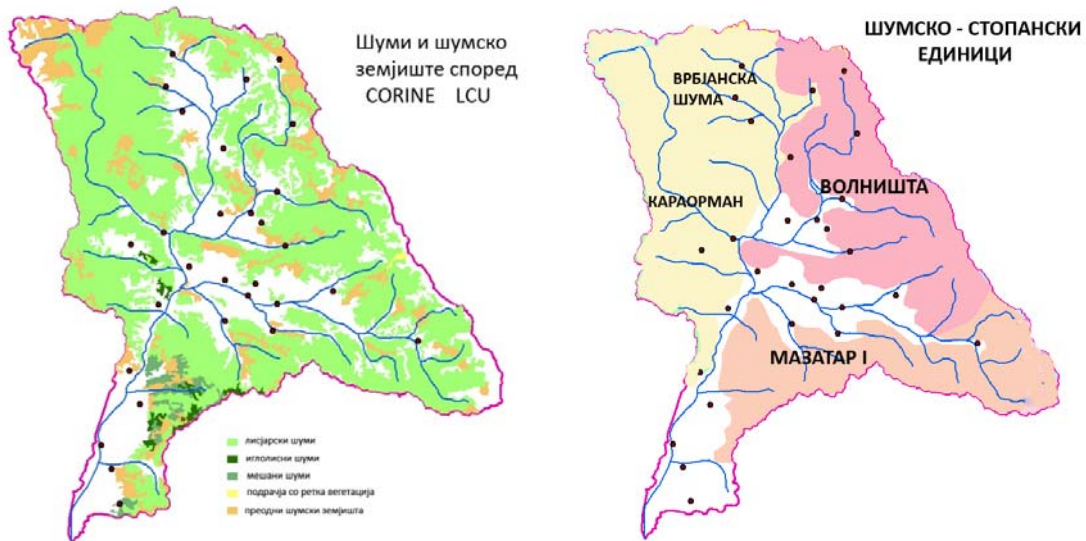 Шуми и шумско
земјиште според
CORINE LCU
лисјарски шуми
иглолисни шуми
мешани шуми
подрачја со ретка вегетација
преодни шумски земјишта
ШУМСКО - СТОПАНСКИ
ЕДИНИЦИ
ВРБЈАНСКА
ШУМА
ВОЛНИШТА
КАРАОРМАН
МАЗАТАР I